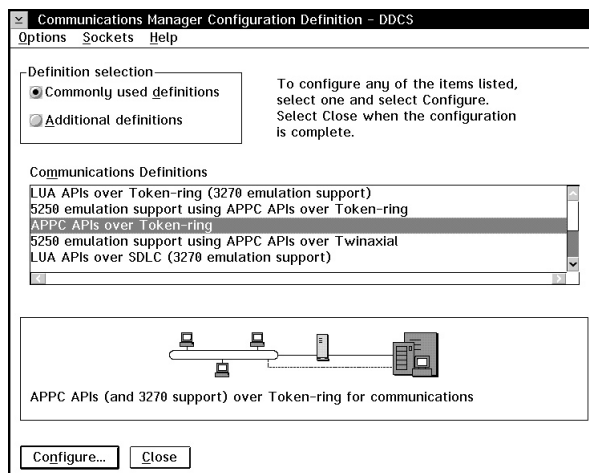 Communications Manager Configuration Definition - DDCS
Options Sockets Help
Definition selection
Commonly used definitions
Additional definitions
To configure any of the items listed,
select one and select Configure.
Select Close when the configuration
is complete.
Communications Definitions
LUA APIs over Token-ring (3270 emulation support)
5250 emulation support using APPC APIs over Token-ring
APPC APIs over Token-ring
5250 emulation support using APPC APIs over Twinaxial
LUA APIs over SDLC (3270 emulation support)
APPC APIs (and 3270 support) over Token-ring for communications
Configure... Close